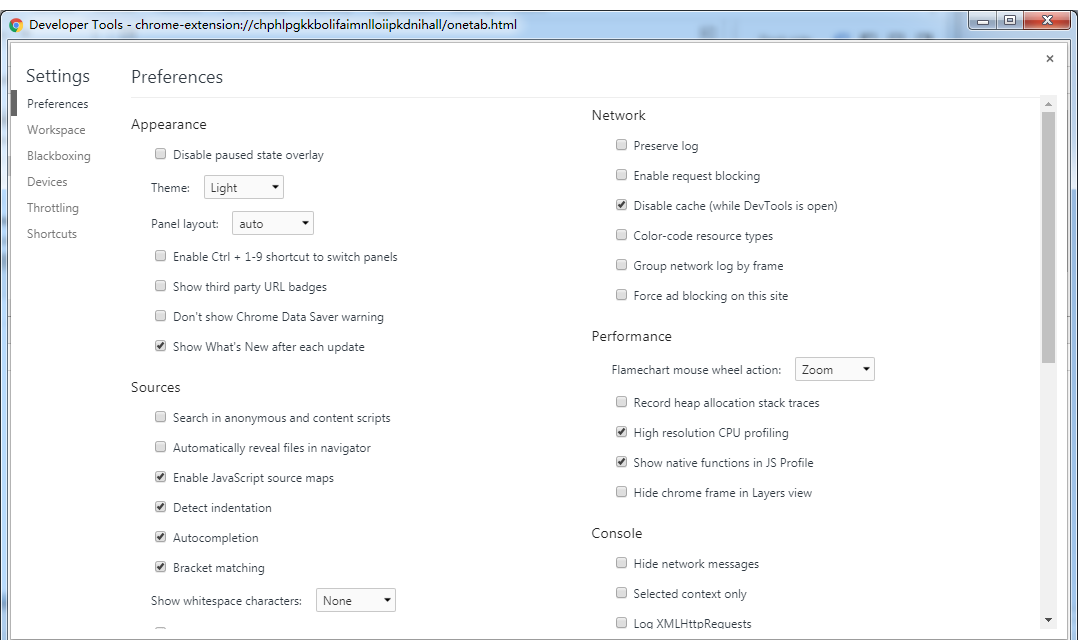 Developer Tools - chrome-extension://chphlpgkkbolifaimnlloiipkdnihall/onetab.html
Settings
Preferences
Workspace
Blackboxing
Devices
Throttling
Shortcuts
Preferences
Appearance
Disable paused state overlay
Theme: Light
Panel layout: auto
Enable Ctrl + 1-9 shortcut to switch panels
Show third party URL badges
Don't show Chrome Data Saver warning
Show What's New after each update
Sources
Search in anonymous and content scripts
Automatically reveal files in navigator
Enable JavaScript source maps
Detect indentation
Autocompletion
Bracket matching
Show whitespace characters: None
Network
Preserve log
Enable request blocking
Disable cache (while DevTools is open)
Color-code resource types
Group network log by frame
Force ad blocking on this site
Performance
Flamechart mouse wheel action: Zoom
Record heap allocation stack traces
High resolution CPU profiling
Show native functions in JS Profile
Hide chrome frame in Layers view
Console
Hide network messages
Selected context only
Log XMLHttpRequests